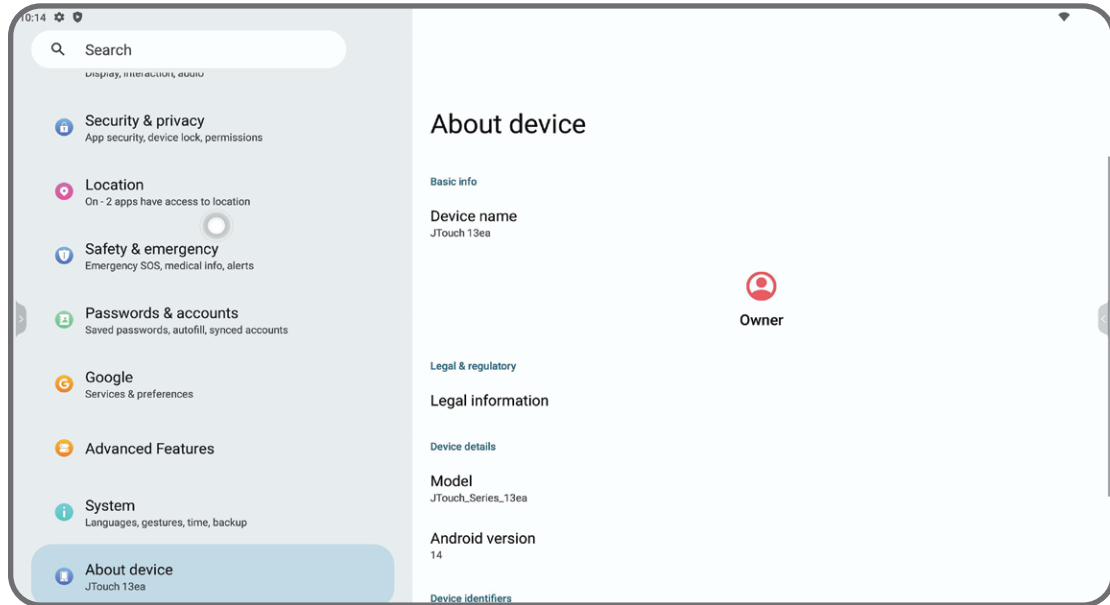 10:14
Search
Display, interaction, audio
Security & privacy
App security, device lock, permissions
Location
On - 2 apps have access to location
Safety & emergency
Emergency SOS, medical info, alerts
Passwords & accounts
Saved passwords, autofill, synced accounts
Google
Services & preferences
Advanced Features
System
Languages, gestures, time, backup
About device
JTouch 13ea
About device
Basic info
Device name
JTouch 13ea
Owner
Legal & regulatory
Legal information
Device details
Model
JTouch_Series_13ea
Android version
14
Device identifiers